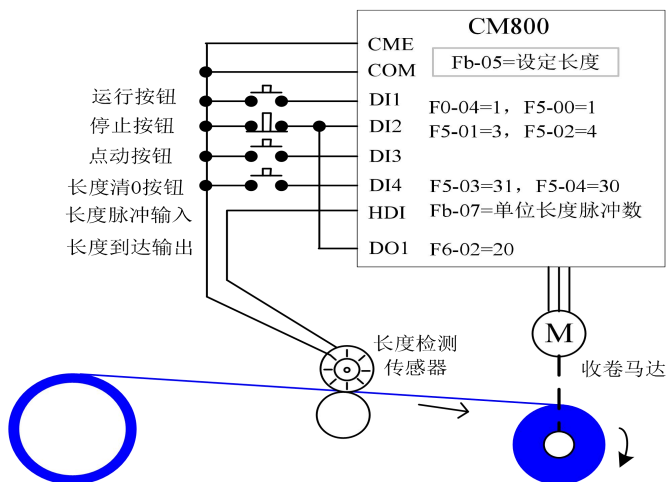 CM800
Fb-05=设定长度
CME
COM
运行按钮
DI1
F0-04=1，F5-00=1
停止按钮
DI2
F5-01=3，F5-02=4
点动按钮
DI3
长度清0按钮
DI4
F5-03=31，F5-04=30
长度脉冲输入
HDI
Fb-07=单位长度脉冲数
长度到达输出
DO1
F6-02=20
M
长度检测
传感器
收卷马达